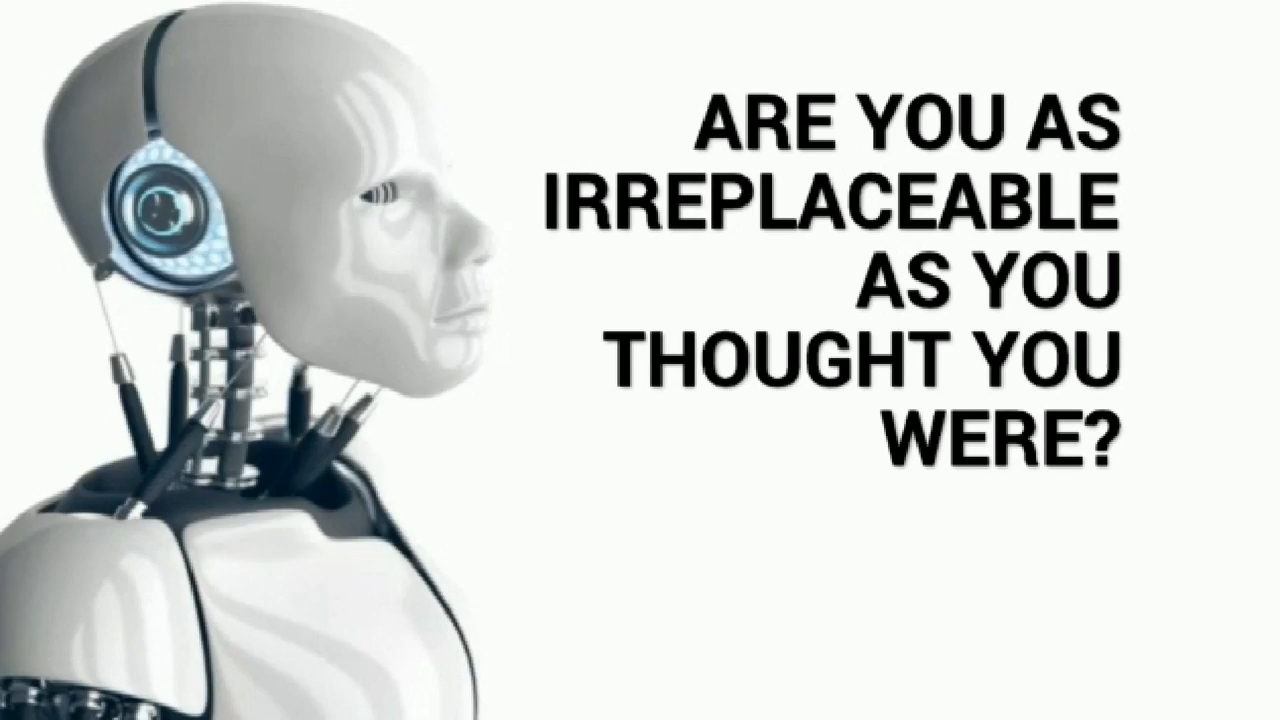 ARE YOU AS
IRREPLACEABLE
AS YOU
THOUGHT YOU
WERE?